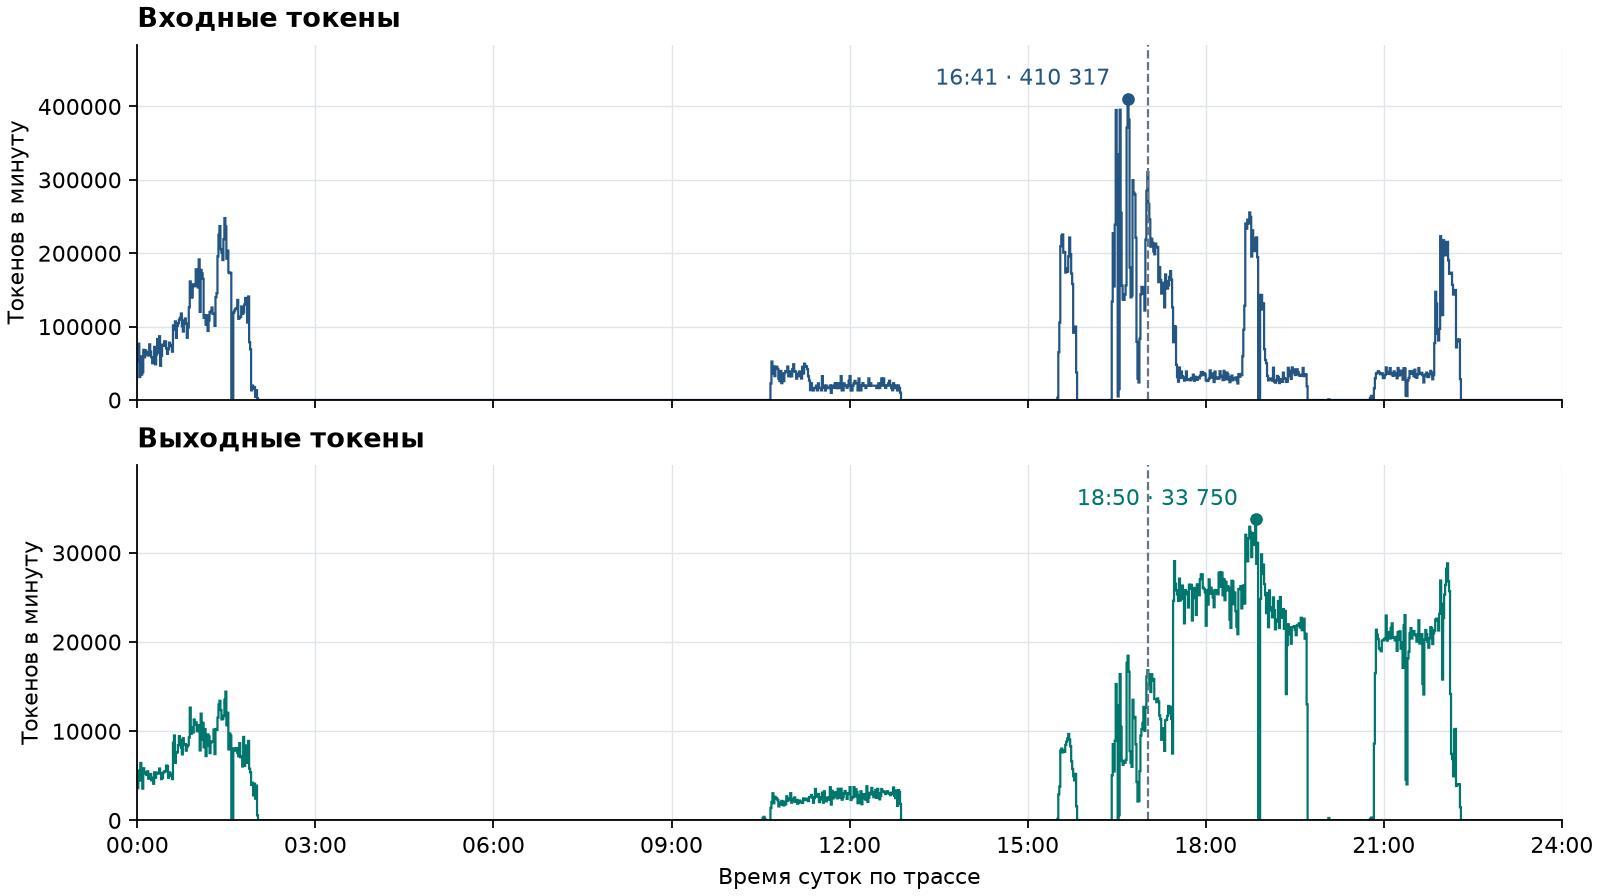 Входные токены
16:41 · 410 317
Токенов в минуту
400000
300000
200000
100000
0
Выходные токены
18:50 · 33 750
Токенов в минуту
30000
20000
10000
0
00:00 03:00 06:00 09:00 12:00 15:00 18:00 21:00 24:00
Время суток по трассе